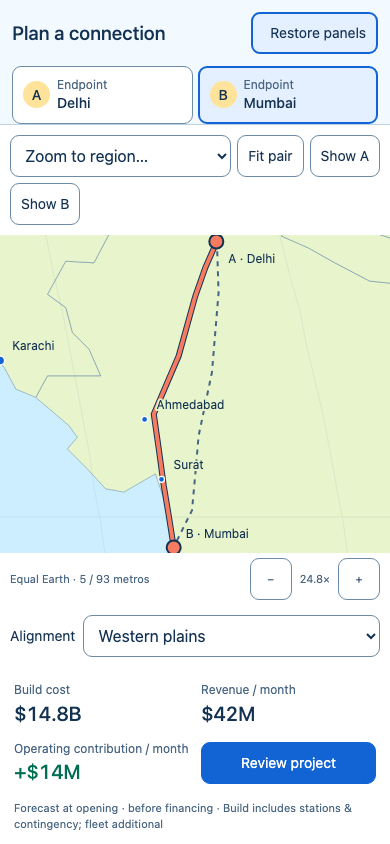 Plan a connection
Restore panels
A
Endpoint
Delhi
B
Endpoint
Mumbai
Zoom to region...
Fit pair
Show A
Show B
A · Delhi
Karachi
Ahmedabad
Surat
B · Mumbai
Equal Earth · 5 / 93 metros
−
24.8×
+
Alignment
Western plains
Build cost
$14.8B
Revenue / month
$42M
Operating contribution / month
+$14M
Review project
Forecast at opening · before financing · Build includes stations &
contingency; fleet additional